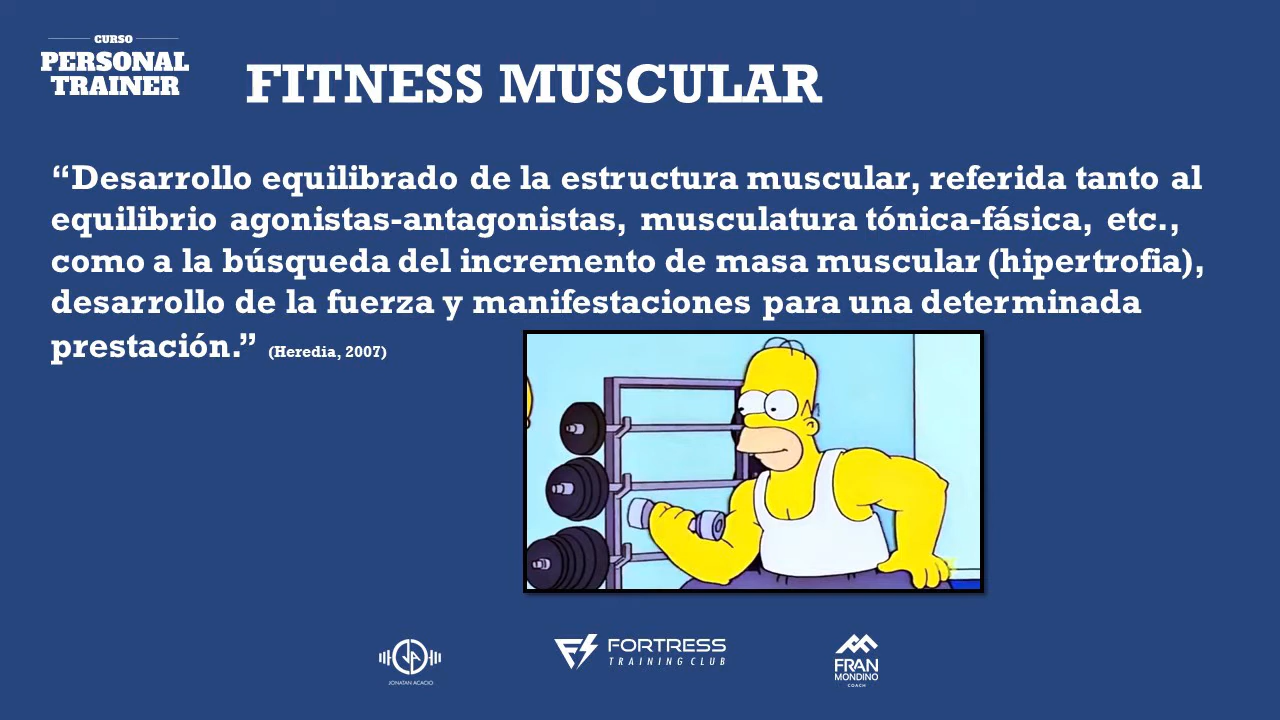 CURSO
PERSONAL
TRAINER
FITNESS MUSCULAR
“Desarrollo equilibrado de la estructura muscular, referida tanto al
equilibrio agonistas-antagonistas, musculatura tónica-fásica, etc.,
como a la búsqueda del incremento de masa muscular (hipertrofia),
desarrollo de la fuerza y manifestaciones para una determinada
prestación.” (Heredia, 2007)
JA
JONATAN ACACIO
FORTRESS
TRAINING CLUB
FRAN
MONDINO
COACH